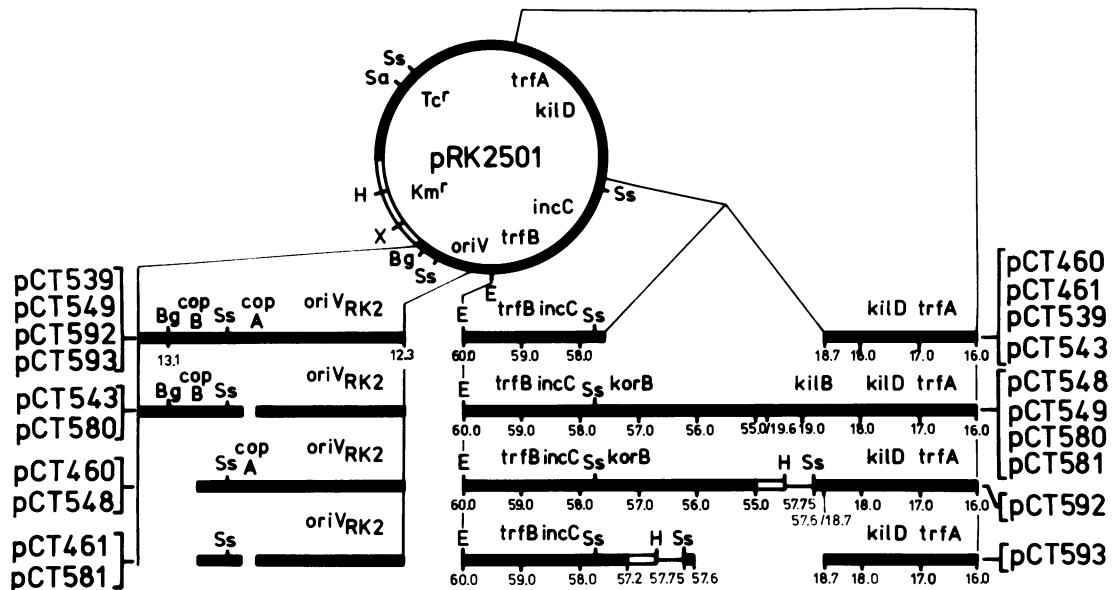 Ss
Sa
Tcʳ
trfA
kilD
pRK2501
H
Kmʳ
X
Bg
Ss
oriV
trfB
incC
Ss
E
pCT539
pCT549
pCT592
pCT593
Bg
cop B
Ss
cop A
oriV RK2
13.1
12.3
E
trfB incC
Ss
60.0 59.0 58.0
kilD trfA
18.7 18.0 17.0 16.0
pCT460
pCT461
pCT539
pCT543
pCT543
pCT580
Bg
cop B
Ss
oriV RK2
E
trfB incC
Ss
korB
kilB
kilD trfA
60.0 59.0 58.0 57.0 56.0 55.0/19.6 19.0 18.0 17.0 16.0
pCT548
pCT549
pCT580
pCT581
pCT460
pCT548
Ss
cop A
oriV RK2
E
trfB incC
Ss
korB
H
Ss
kilD trfA
60.0 59.0 58.0 57.0 56.0 55.0 57.75 18.0 17.0 16.0
57.6/18.7
pCT592
pCT461
pCT581
Ss
oriV RK2
E
trfB incC
Ss
H
Ss
kilD trfA
60.0 59.0 58.0 57.2 57.75 57.6 18.7 18.0 17.0 16.0
pCT593